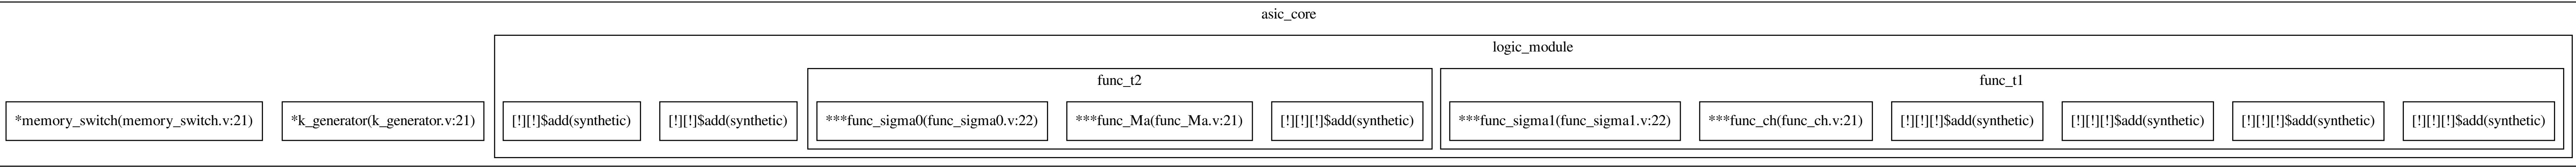 asic_core
logic_module
func_t2
func_t1
*memory_switch(memory_switch.v:21)
*k_generator(k_generator.v:21)
[!][!]$add(synthetic)
[!][!]$add(synthetic)
***func_sigma0(func_sigma0.v:22)
***func_Ma(func_Ma.v:21)
[!][!][!]$add(synthetic)
***func_sigma1(func_sigma1.v:22)
***func_ch(func_ch.v:21)
[!][!][!]$add(synthetic)
[!][!][!]$add(synthetic)
[!][!][!]$add(synthetic)
[!][!][!]$add(synthetic)